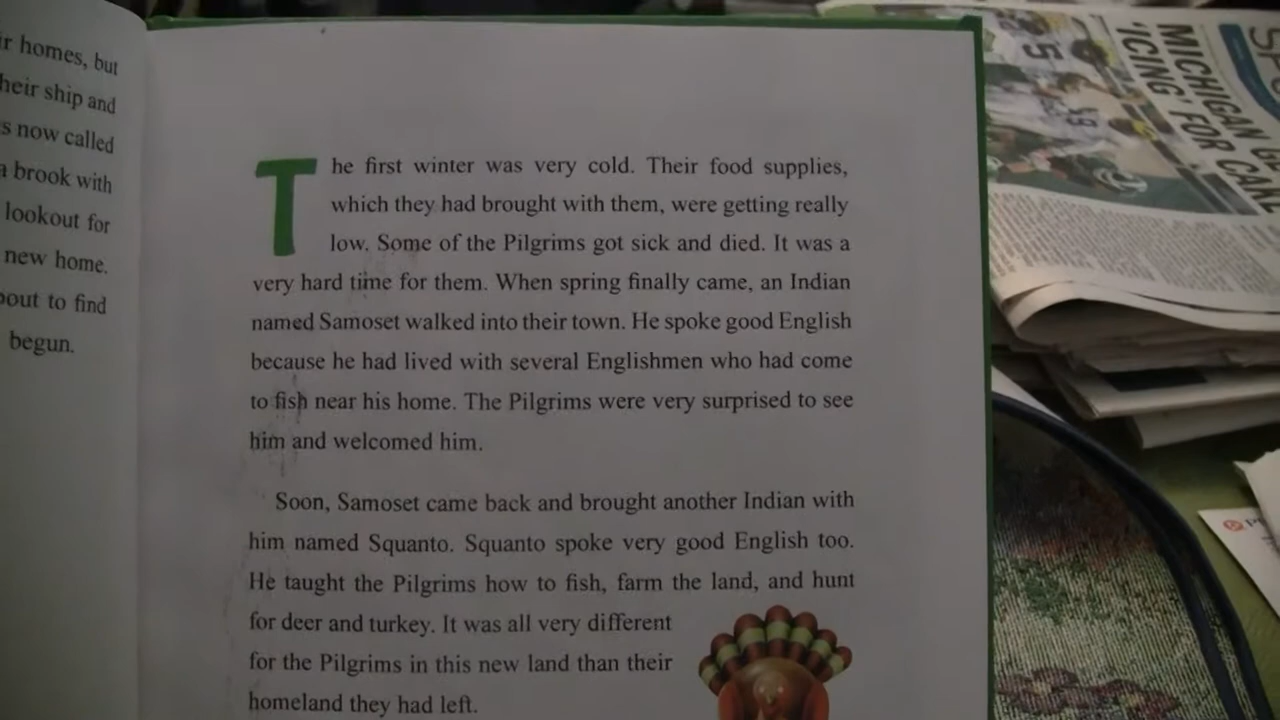 r homes, but
heir ship and
s now called
a brook with
lookout for
new home.
bout to find
begun.
The first winter was very cold. Their food supplies,
which they had brought with them, were getting really
low. Some of the Pilgrims got sick and died. It was a
very hard time for them. When spring finally came, an Indian
named Samoset walked into their town. He spoke good English
because he had lived with several Englishmen who had come
to fish near his home. The Pilgrims were very surprised to see
him and welcomed him.
Soon, Samoset came back and brought another Indian with
him named Squanto. Squanto spoke very good English too.
He taught the Pilgrims how to fish, farm the land, and hunt
for deer and turkey. It was all very different
for the Pilgrims in this new land than their
homeland they had left.
MICHIGAN
'ICING' FOR